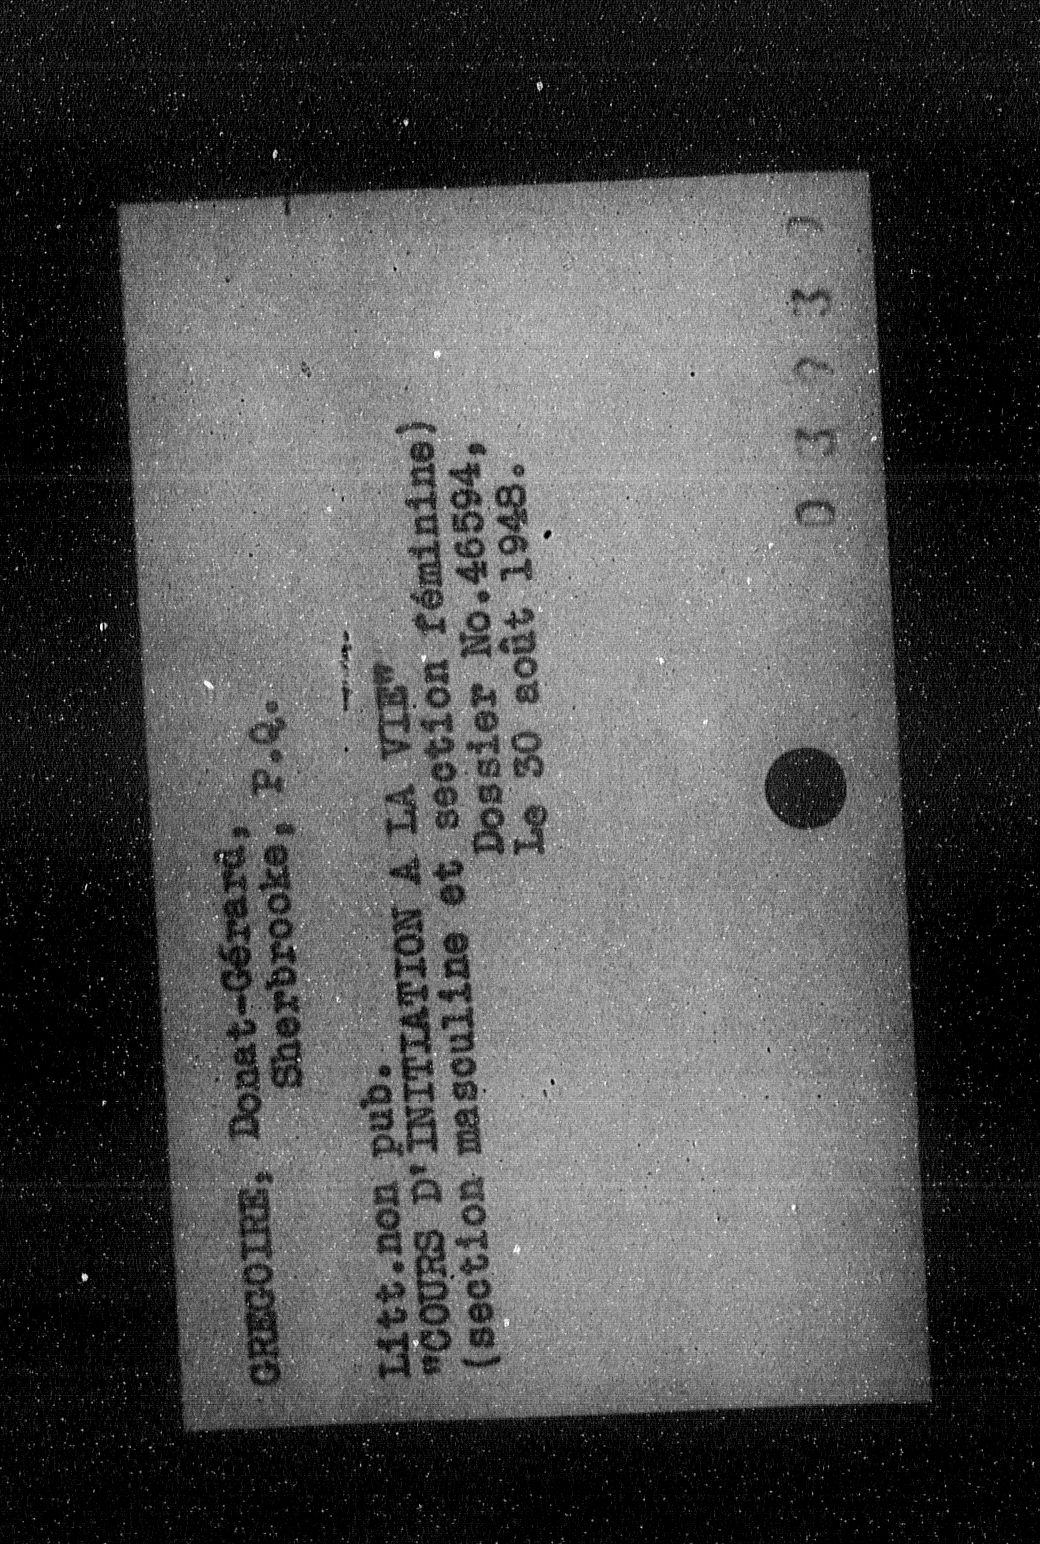 GREGOIRE, Donat-Gérard,
Sherbrooke, P.Q.
Litt.non pub.
"COURS D'INITIATION A LA VIE"
(section masculine et section féminine)
Dossier No.46594,
Le 30 août 1948.